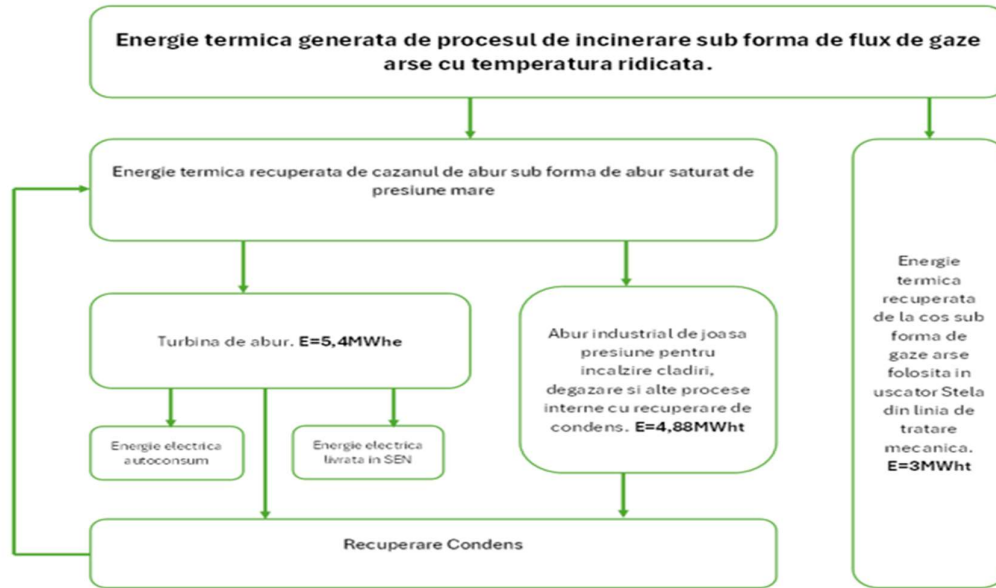 Energie termica generata de procesul de incinerare sub forma de flux de gaze
arse cu temperatura ridicata.
Energie termica recuperata de cazanul de abur sub forma de abur saturat de
presiune mare
Turbina de abur. E=5,4MWhe
Energie electrica
autoconsum
Energie electrica
livrata in SEN
Abur industrial de joasa
presiune pentru
incalzire cladiri,
degazare si alte procese
interne cu recuperare de
condens. E=4,88MWht
Energie
termica
recuperata
de la cos sub
forma de
gaze arse
folosita in
uscator Stela
din linia de
tratare
mecanica.
E=3MWht
Recuperare Condens